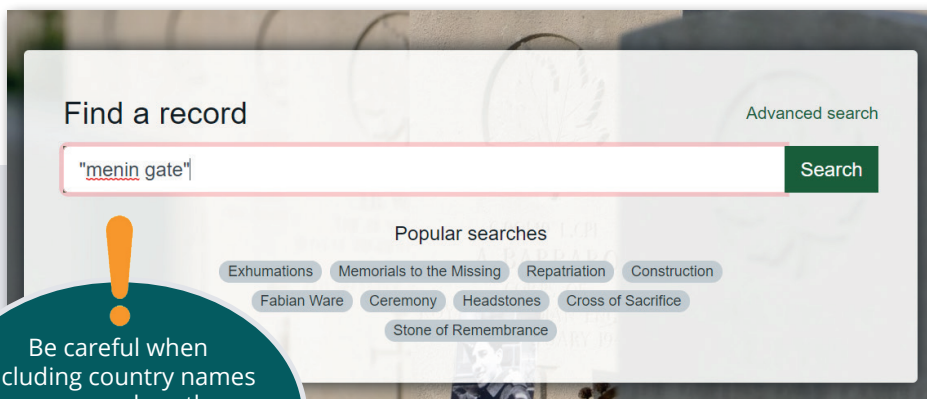 Find a record
Advanced search
"menin gate"
Search
Popular searches
Exhumations Memorials to the Missing Repatriation Construction
Fabian Ware Ceremony Headstones Cross of Sacrifice
Stone of Remembrance
!
Be careful when
cluding country names